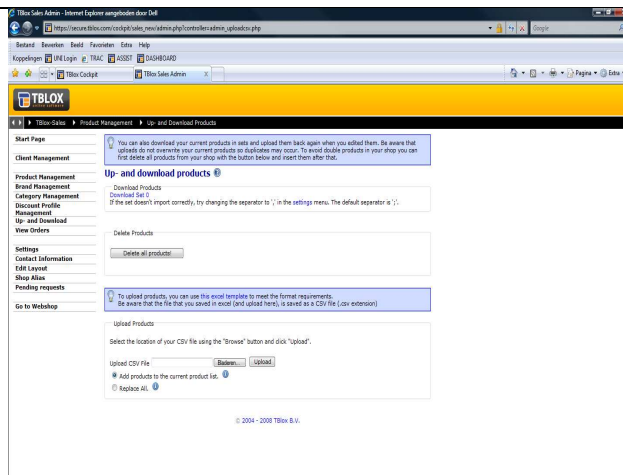 TBlox Sales Admin - Internet Explorer aangeboden door Dell
https://secure.tblox.com/cockpit/sales_new/admin.php?controller=admin_uploadcsv.php
Google
Bestand Bewerken Beeld Favorieten Extra Help
Koppelingen UNI Login TRAC ASSIST DASHBOARD
TBlox Cockpit TBlox Sales Admin X Pagina Extra
TBLOX
TBlox-Sales Product Management Up- and Download Products
Start Page
Client Management
Product Management
Brand Management
Category Management
Discount Profile
Management
Up- and Download
View Orders
Settings
Contact Information
Edit Layout
Shop Alias
Pending requests
Go to Webshop
You can also download your current products in sets and upload them back again when you edited them. Be aware that
uploads do not overwrite your current products so duplicates may occur. To avoid double products in your shop you can
first delete all products from your shop with the button below and insert them after that.
Up- and download products
Download Products
Download Set 0
If the set doesn't import correctly, try changing the separator to ',' in the settings menu. The default separator is ';'.
Delete Products
Delete all products!
To upload products, you can use this excel template to meet the format requirements.
Be aware that the file that you saved in excel (and upload here), is saved as a CSV file (.csv extension)
Upload Products
Select the location of your CSV file using the "Browse" button and click "Upload".
Upload CSV File Bladeren... Upload
Add products to the current product list.
Replace All.
© 2004 - 2008 TBlox B.V.